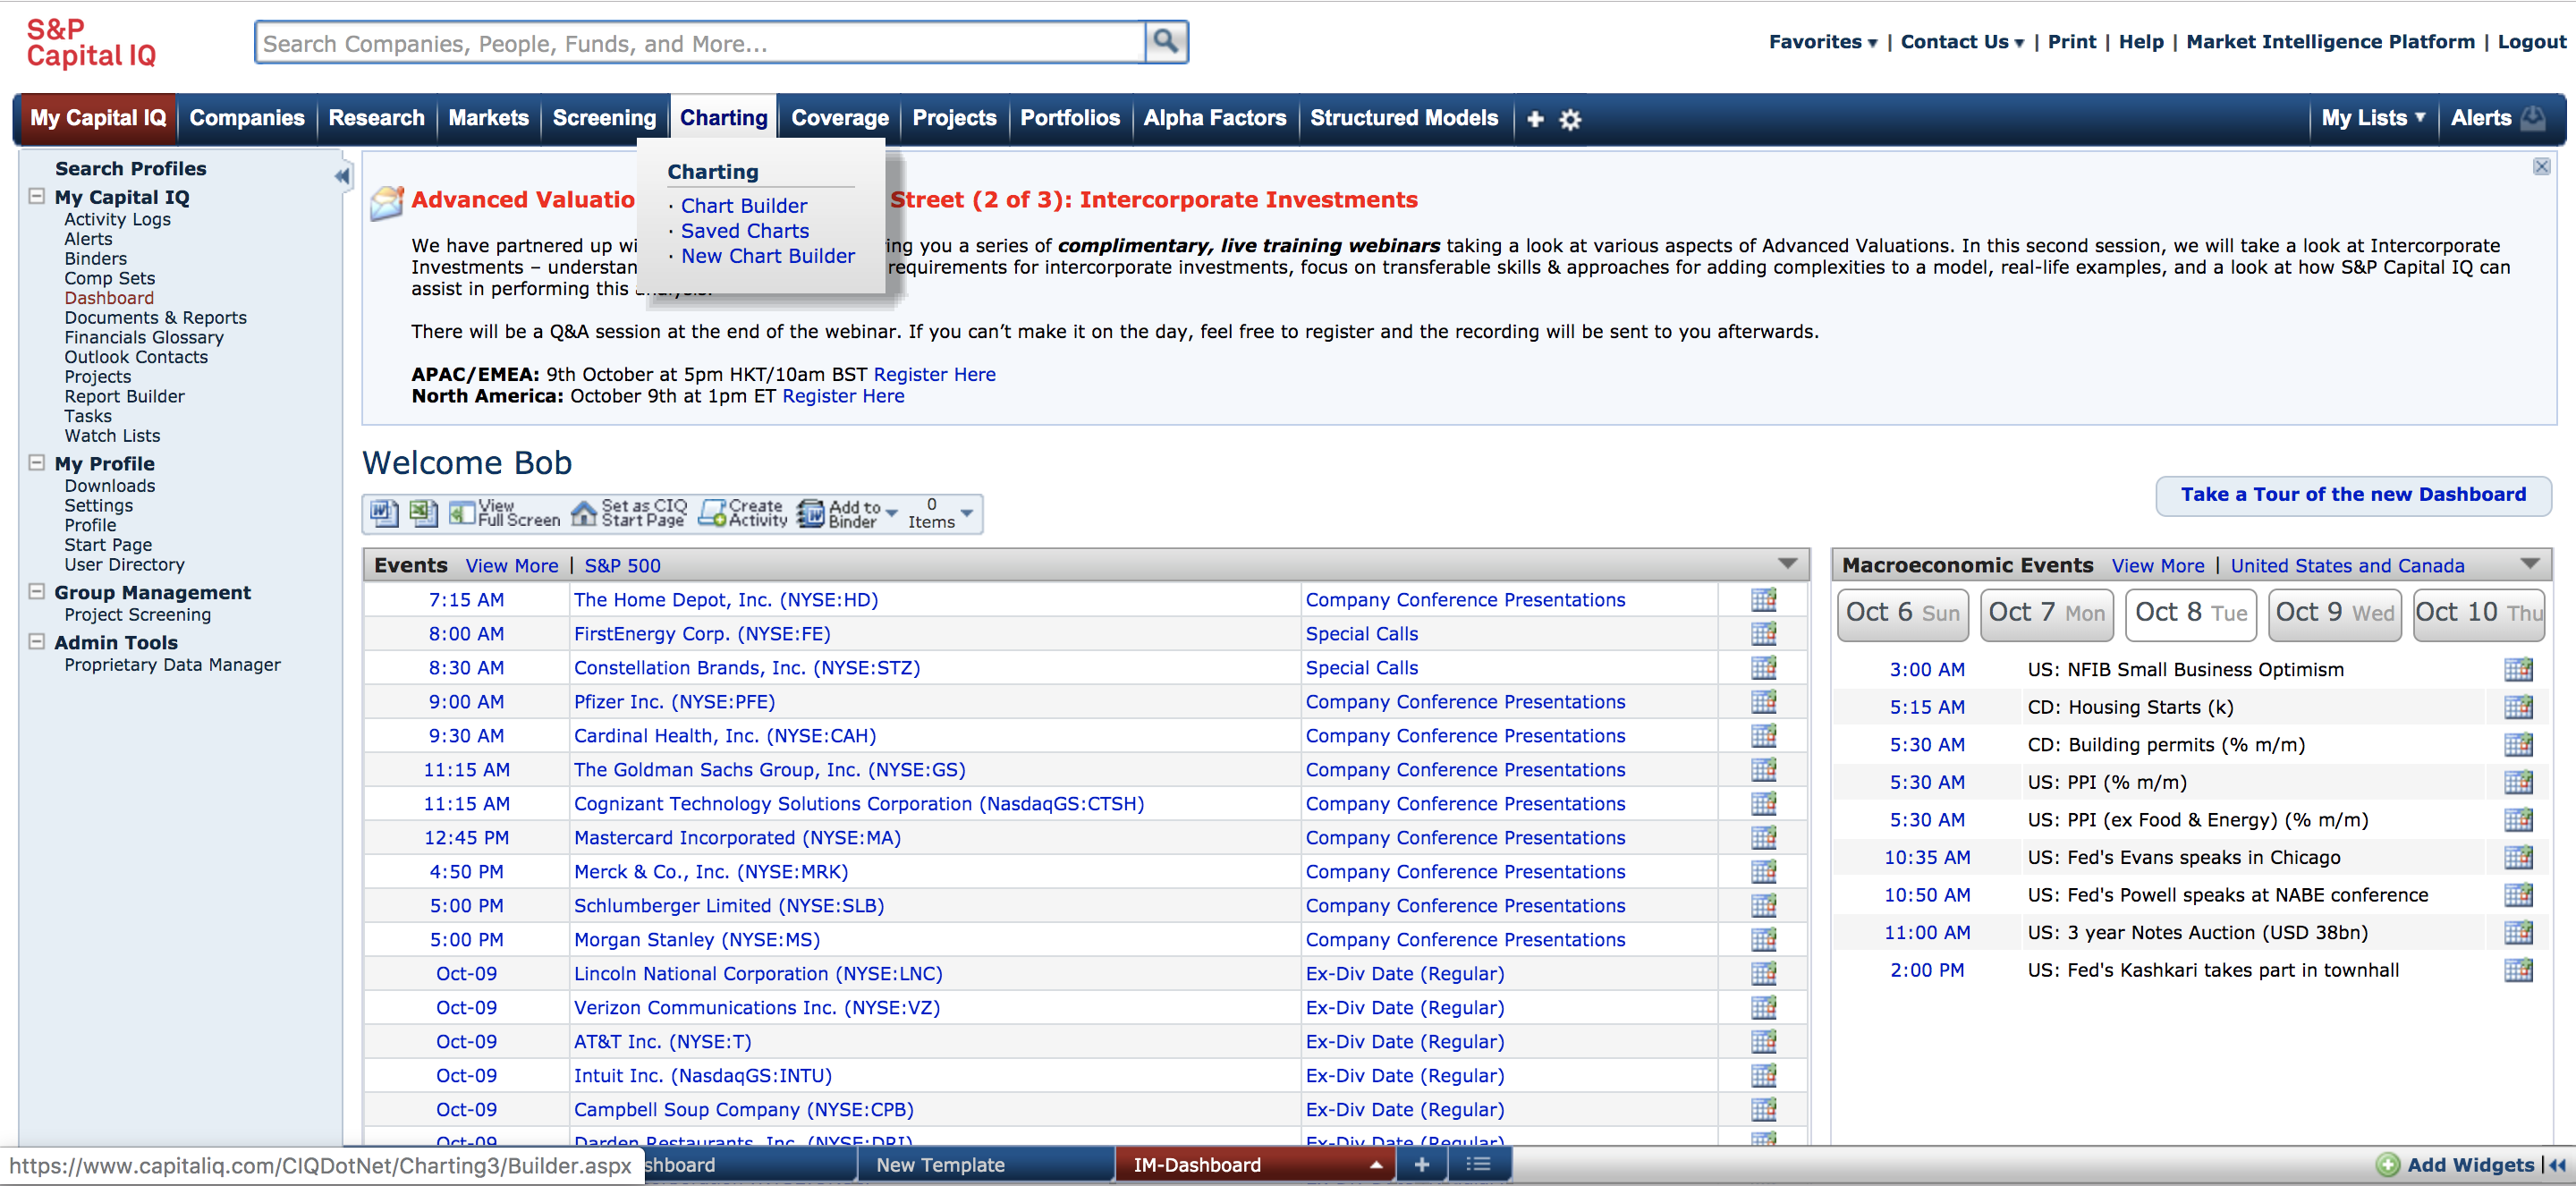 S&P
Capital IQ
Search Companies, People, Funds, and More...
Favorites | Contact Us | Print | Help | Market Intelligence Platform | Logout
My Capital IQ Companies Research Markets Screening Charting Coverage Projects Portfolios Alpha Factors Structured Models My Lists Alerts
Charting
· Chart Builder
· Saved Charts
· New Chart Builder
Search Profiles
My Capital IQ
Activity Logs
Alerts
Binders
Comp Sets
Dashboard
Documents & Reports
Financials Glossary
Outlook Contacts
Projects
Report Builder
Tasks
Watch Lists
My Profile
Downloads
Settings
Profile
Start Page
User Directory
Group Management
Project Screening
Admin Tools
Proprietary Data Manager
Advanced Street (2 of 3): Intercorporate Investments
We have partnered up you a series of complimentary, live training webinars taking a look at various aspects of Advanced Valuations. In this second session, we will take a look at Intercorporate
Investments – requirements for intercorporate investments, focus on transferable skills & approaches for adding complexities to a model, real-life examples, and a look at how S&P Capital IQ can
assist in performing this
There will be a Q&A session at the end of the webinar. If you can't make it on the day, feel free to register and the recording will be sent to you afterwards.
APAC/EMEA: 9th October at 5pm HKT/10am BST Register Here
North America: October 9th at 1pm ET Register Here
Welcome Bob
View Full Screen Set as CIQ Start Page Create Activity Add to Binder 0 Items
Take a Tour of the new Dashboard
Events View More | S&P 500
7:15 AM The Home Depot, Inc. (NYSE:HD) Company Conference Presentations
8:00 AM FirstEnergy Corp. (NYSE:FE) Special Calls
8:30 AM Constellation Brands, Inc. (NYSE:STZ) Special Calls
9:00 AM Pfizer Inc. (NYSE:PFE) Company Conference Presentations
9:30 AM Cardinal Health, Inc. (NYSE:CAH) Company Conference Presentations
11:15 AM The Goldman Sachs Group, Inc. (NYSE:GS) Company Conference Presentations
11:15 AM Cognizant Technology Solutions Corporation (NasdaqGS:CTSH) Company Conference Presentations
12:45 PM Mastercard Incorporated (NYSE:MA) Company Conference Presentations
4:50 PM Merck & Co., Inc. (NYSE:MRK) Company Conference Presentations
5:00 PM Schlumberger Limited (NYSE:SLB) Company Conference Presentations
5:00 PM Morgan Stanley (NYSE:MS) Company Conference Presentations
Oct-09 Lincoln National Corporation (NYSE:LNC) Ex-Div Date (Regular)
Oct-09 Verizon Communications Inc. (NYSE:VZ) Ex-Div Date (Regular)
Oct-09 AT&T Inc. (NYSE:T) Ex-Div Date (Regular)
Oct-09 Intuit Inc. (NasdaqGS:INTU) Ex-Div Date (Regular)
Oct-09 Campbell Soup Company (NYSE:CPB) Ex-Div Date (Regular)
Oct-09 Darden Restaurants, Inc. (NYSE:DRI) Ex-Div Date (Regular)
Macroeconomic Events View More | United States and Canada
Oct 6 Sun Oct 7 Mon Oct 8 Tue Oct 9 Wed Oct 10 Thu
3:00 AM US: NFIB Small Business Optimism
5:15 AM CD: Housing Starts (k)
5:30 AM CD: Building permits (% m/m)
5:30 AM US: PPI (% m/m)
5:30 AM US: PPI (ex Food & Energy) (% m/m)
10:35 AM US: Fed's Evans speaks in Chicago
10:50 AM US: Fed's Powell speaks at NABE conference
11:00 AM US: 3 year Notes Auction (USD 38bn)
2:00 PM US: Fed's Kashkari takes part in townhall
https://www.capitaliq.com/CIQDotNet/Charting3/Builder.aspx shboard New Template IM-Dashboard Add Widgets